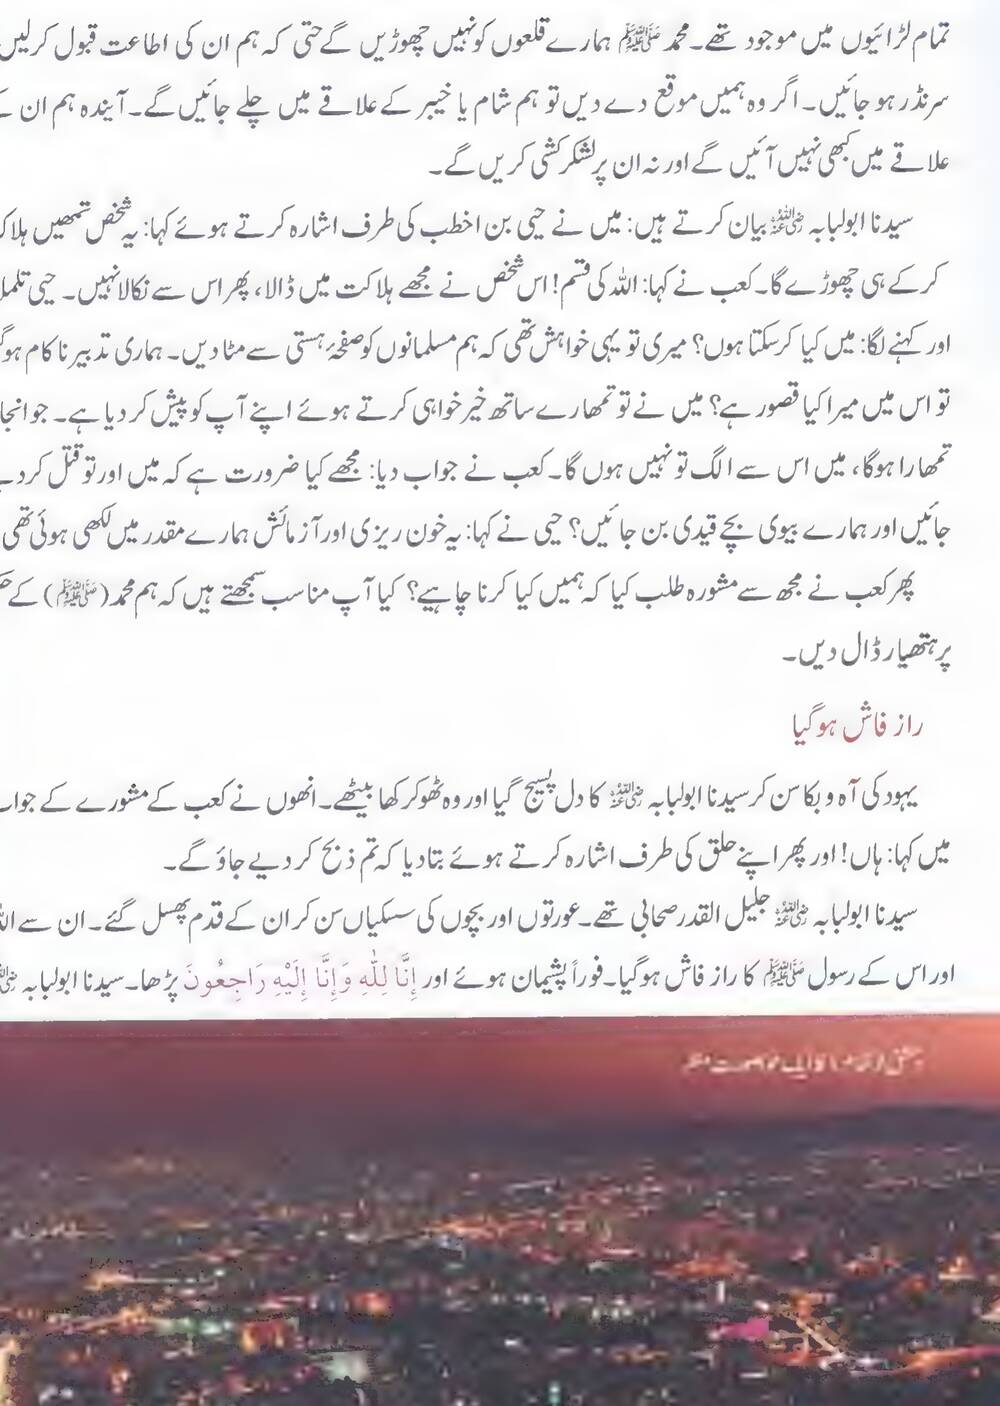 تمام لڑائیوں میں موجود تھے۔ محمد ﷺ ہمارے قلعوں کو نہیں چھوڑیں گے حتی کہ ہم ان کی اطاعت قبول کرلیں
سرنڈر ہو جائیں۔ اگر وہ ہمیں موقع دے دیں تو ہم شام یا خیبر کے علاقے میں چلے جائیں گے۔ آیندہ ہم ان کے
علاقے میں کبھی نہیں آئیں گے اور نہ ان پر لشکر کشی کریں گے۔
سیدنا ابولبابہ رضی اللہ عنہ بیان کرتے ہیں: میں نے حیی بن اخطب کی طرف اشارہ کرتے ہوئے کہا: یہ شخص تمھیں
کر کے ہی چھوڑے گا۔ کعب نے کہا: اللہ کی قسم! اس شخص نے مجھے ہلاکت میں ڈالا، پھر اس سے نکالا نہیں۔ حیی
اور کہنے لگا: میں کیا کرسکتا ہوں؟ میری تو یہی خواہش تھی کہ ہم مسلمانوں کو صفحۂ ہستی سے مٹا دیں۔ ہماری تدبیر ناکام
تو اس میں میرا کیا قصور ہے؟ میں نے تو تمھارے ساتھ خیر خواہی کرتے ہوئے اپنے آپ کو پیش کر دیا ہے۔ جو
تمھارا ہوگا، میں اس سے الگ تو نہیں ہوں گا۔ کعب نے جواب دیا: مجھے کیا ضرورت ہے کہ میں اور تو قتل کر
جائیں اور ہمارے بیوی بچے قیدی بن جائیں؟ حیی نے کہا: یہ خون ریزی اور آزمائش ہمارے مقدر میں لکھی ہوئی تھی
پھر کعب نے مجھ سے مشورہ طلب کیا کہ ہمیں کیا کرنا چاہیے؟ کیا آپ مناسب سمجھتے ہیں کہ ہم محمد (ﷺ) کے
پر ہتھیار ڈال دیں۔
راز فاش ہوگیا
یہود کی آہ و بکا سن کر سیدنا ابولبابہ رضی اللہ عنہ کا دل پسیج گیا اور وہ ٹھوکر کھا بیٹھے۔ انھوں نے کعب کے مشورے کے جواب
میں کہا: ہاں! اور پھر اپنے حلق کی طرف اشارہ کرتے ہوئے بتا دیا کہ تم ذبح کر دیے جاؤ گے۔
سیدنا ابولبابہ رضی اللہ عنہ جلیل القدر صحابی تھے۔ عورتوں اور بچوں کی سسکیاں سن کر ان کے قدم پھسل گئے۔ ان سے
اور اس کے رسول ﷺ کا راز فاش ہوگیا۔ فوراً پشیمان ہوئے اور إِنَّا لِلّٰهِ وَإِنَّا إِلَيْهِ رَاجِعُونَ پڑھا۔ سیدنا ابولبابہ
دمشق (شام) کا ایک خوبصورت منظر